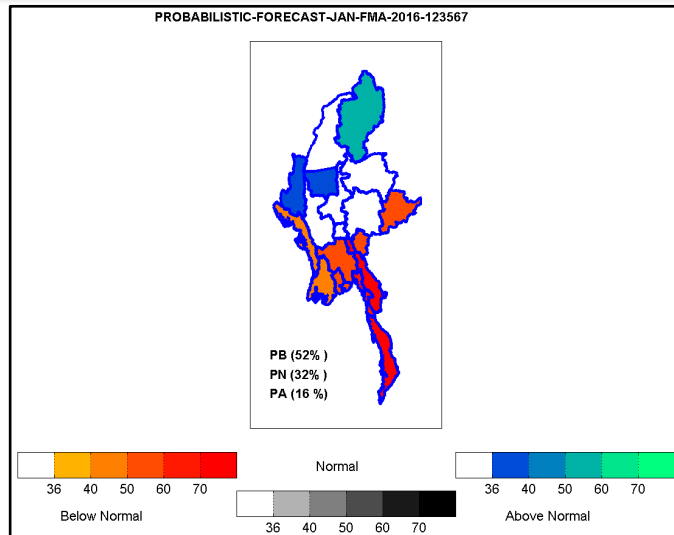 PROBABILISTIC-FORECAST-JAN-FMA-2016-123567
PB (52% )
PN (32% )
PA (16 %)
36 40 50 60 70
Below Normal
Normal
36 40 50 60 70
36 40 50 60 70
Above Normal